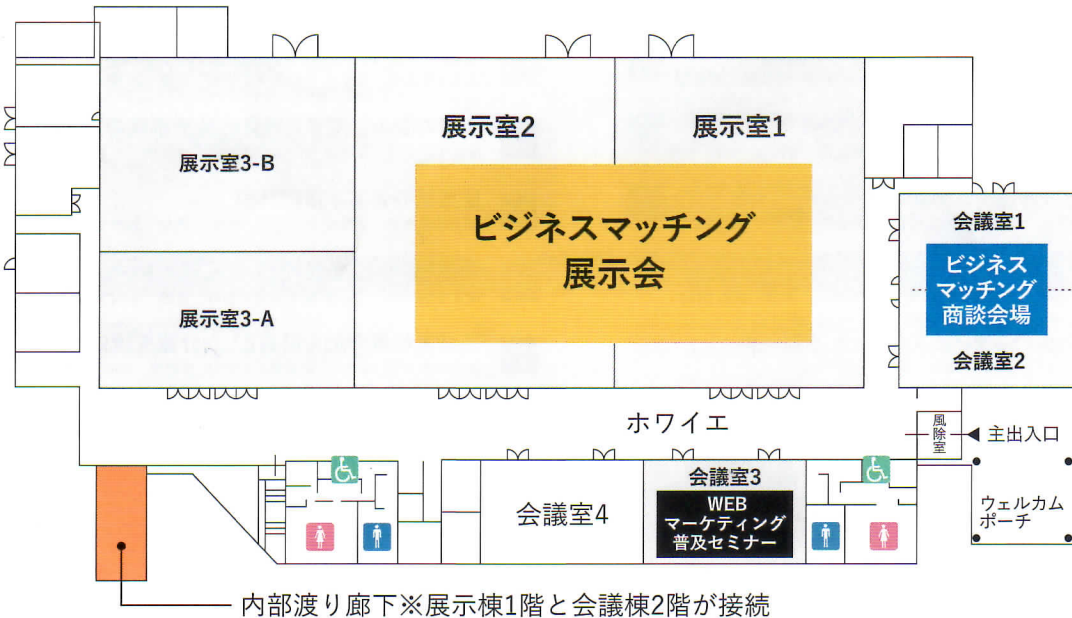 展示室2
展示室1
展示室3-B
ビジネスマッチング
展示会
会議室1
ビジネス
マッチング
商談会場
会議室2
展示室3-A
ホワイエ
風除室
主出入口
会議室4
会議室3
WEB
マーケティング
普及セミナー
ウェルカム
ポーチ
内部渡り廊下※展示棟1階と会議棟2階が接続